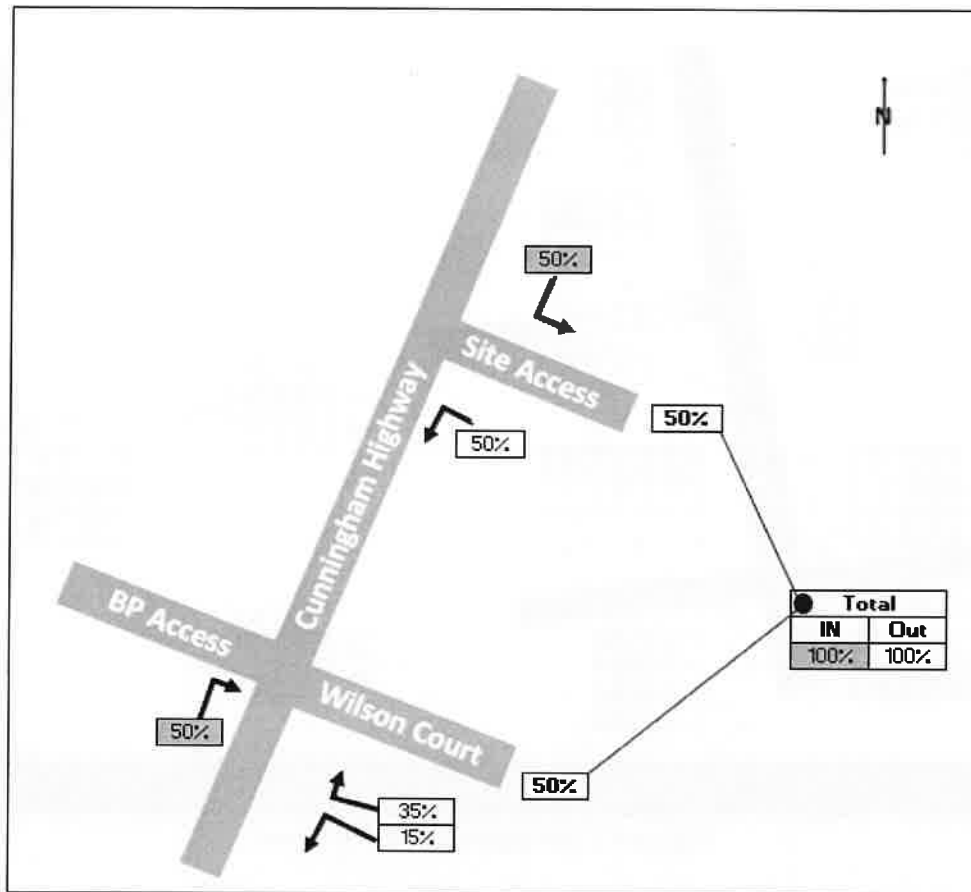 N
50%
Site Access
50%
50%
Cunningham Highway
BP Access
Total
IN Out
100% 100%
Wilson Court
50%
50%
35%
15%